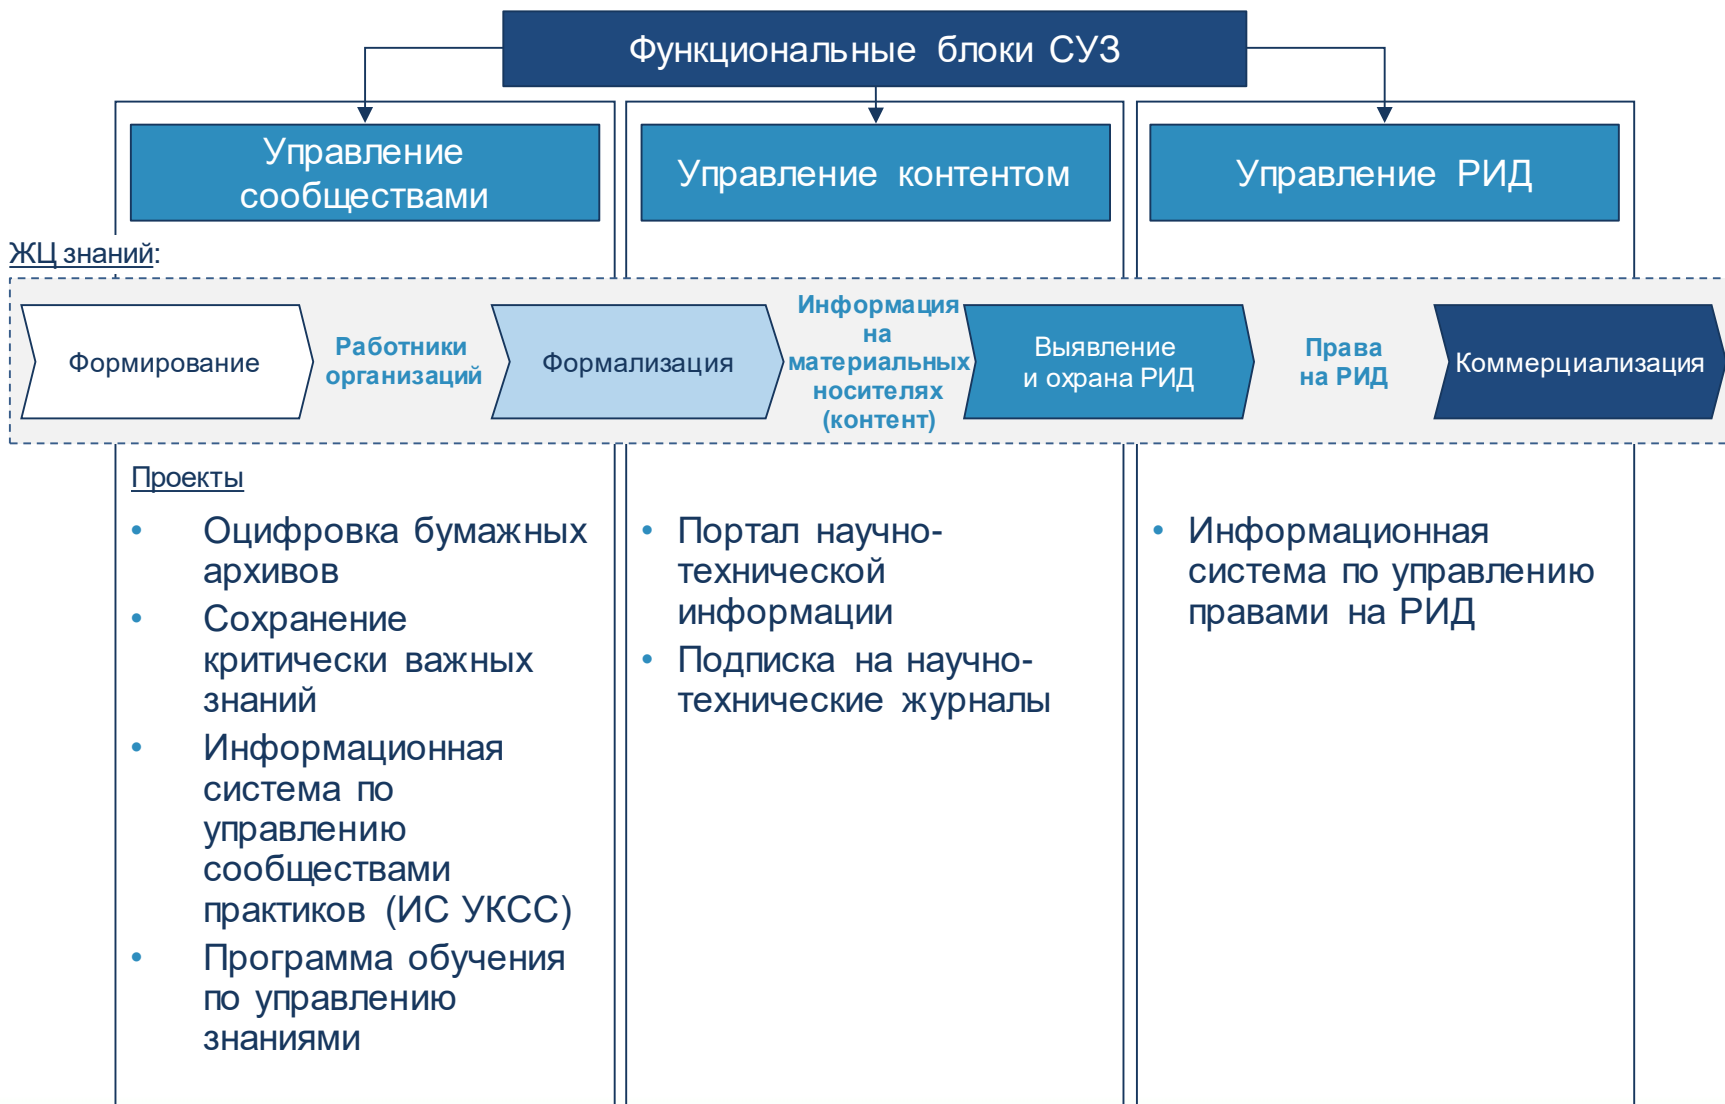 Функциональные блоки СУЗ
Управление
сообществами
Управление контентом
Управление РИД
ЖЦ знаний:
Формирование
Работники
организаций
Формализация
Информация
на
материальных
носителях
(контент)
Выявление
и охрана РИД
Права
на РИД
Коммерциализация
Проекты
• Оцифровка бумажных
архивов
• Сохранение
критически важных
знаний
• Информационная
система по
управлению
сообществами
практиков (ИС УКСС)
• Программа обучения
по управлению
знаниями
• Портал научно-
технической
информации
• Подписка на научно-
технические журналы
• Информационная
система по управлению
правами на РИД